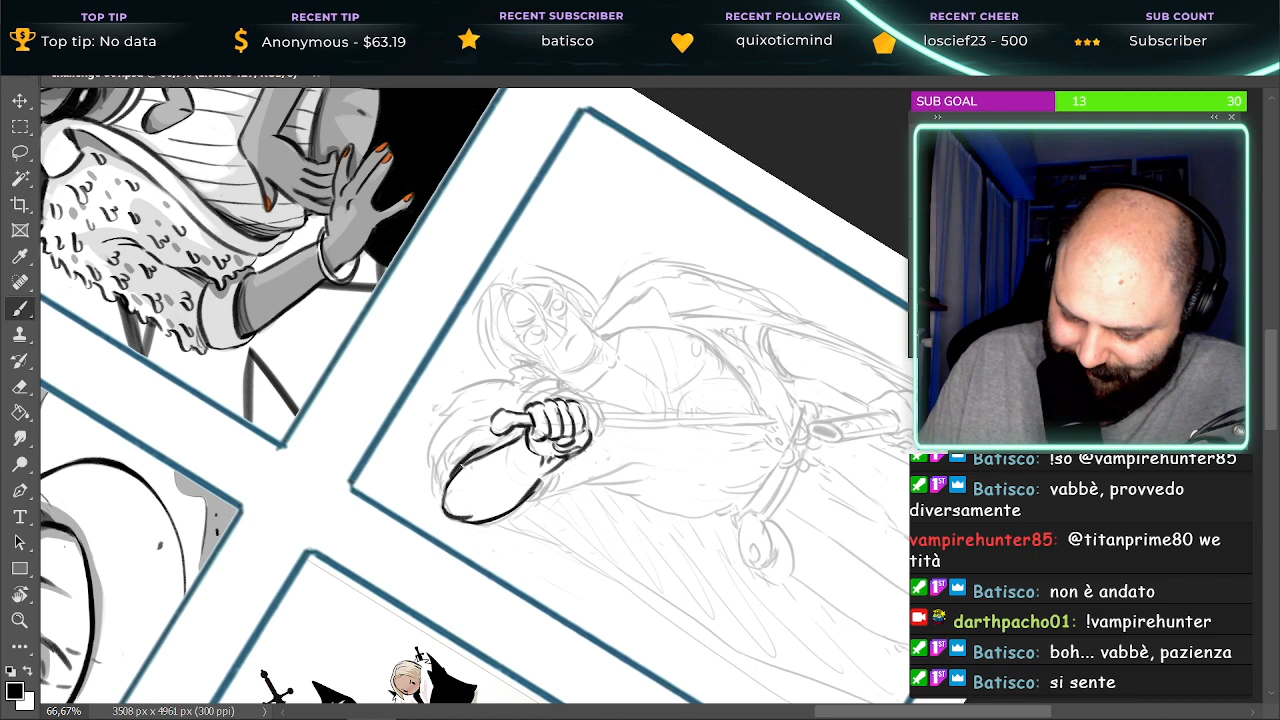 TOP TIP
Top tip: No data
RECENT TIP
Anonymous - $63.19
RECENT SUBSCRIBER
batisco
RECENT FOLLOWER
quixoticmind
RECENT CHEER
loscief23 - 500
SUB COUNT
Subscriber
SUB GOAL 13 30
Batisco: !so @vampirehunter85
Batisco: vabbè, provvedo
diversamente
vampirehunter85: @titanprime80 we
tità
Batisco: non è andato
darthpacho01: !vampirehunter
Batisco: boh... vabbè, pazienza
Batisco: si sente
66,67% 3508 px x 4961 px (300 ppi)